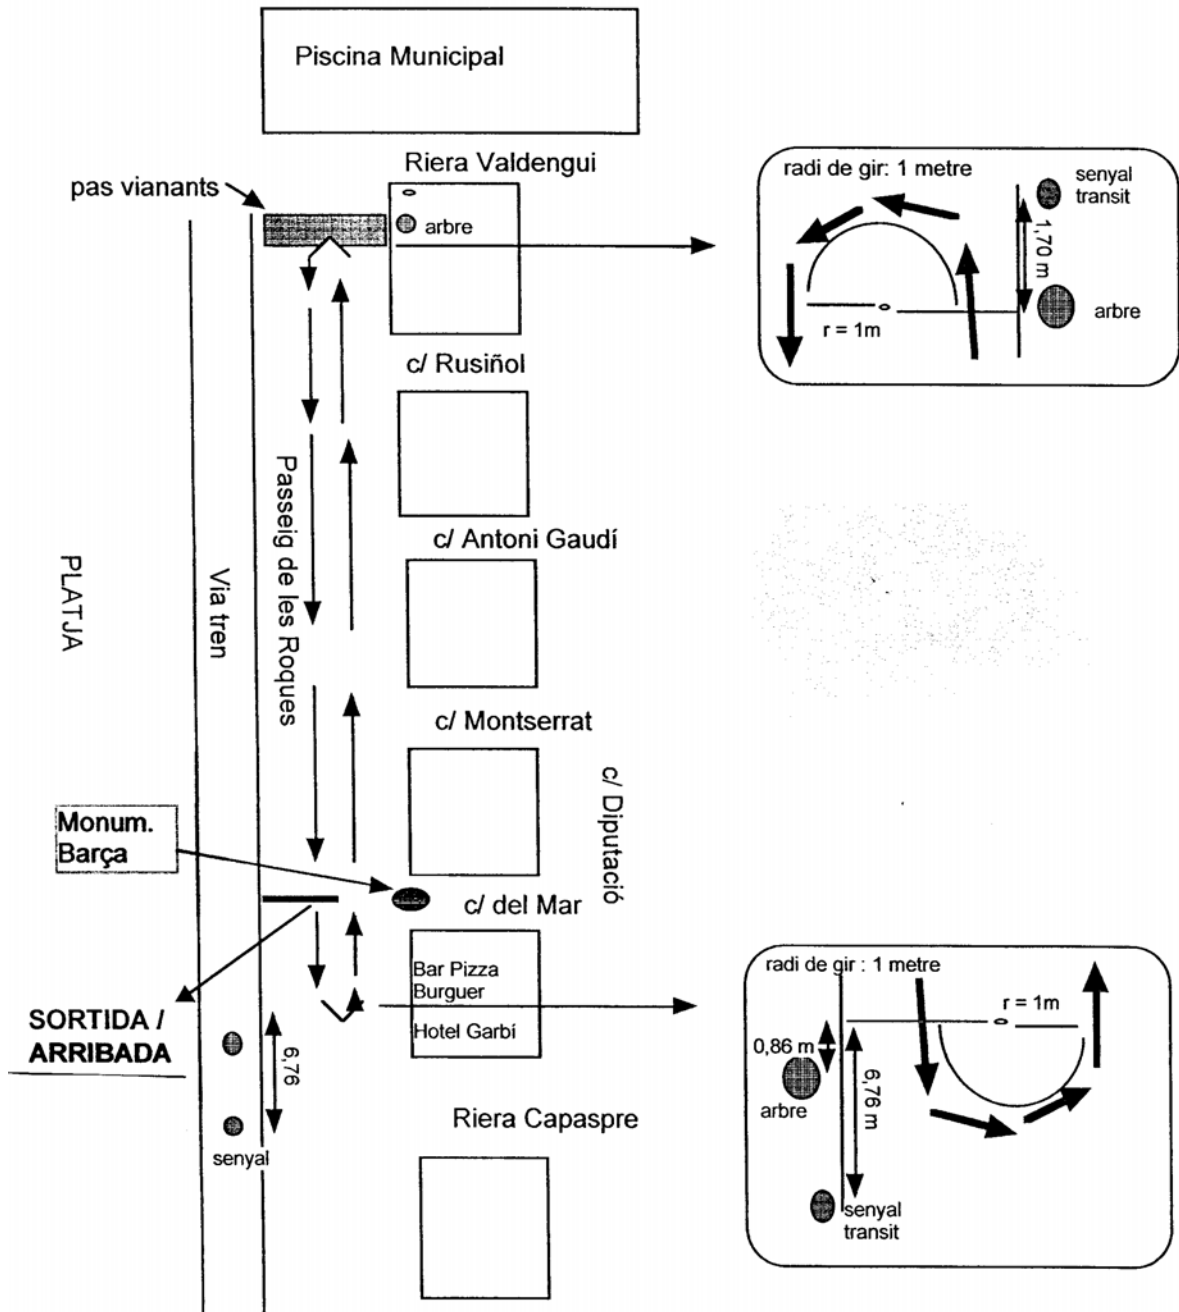 Piscina Municipal
Riera Valdengui
pas vianants
arbre
radi de gir: 1 metre
senyal
transit
1,70 m
arbre
r = 1m
c/ Rusiñol
Passeig de les Roques
c/ Antoni Gaudí
PLATJA
Via tren
c/ Montserrat
c/ Diputació
Monum.
Barça
c/ del Mar
Bar Pizza
Burguer
Hotel Garbí
SORTIDA /
ARRIBADA
6,76
senyal
Riera Capaspre
radi de gir : 1 metre
r = 1m
0,86 m
6,76 m
arbre
senyal
transit